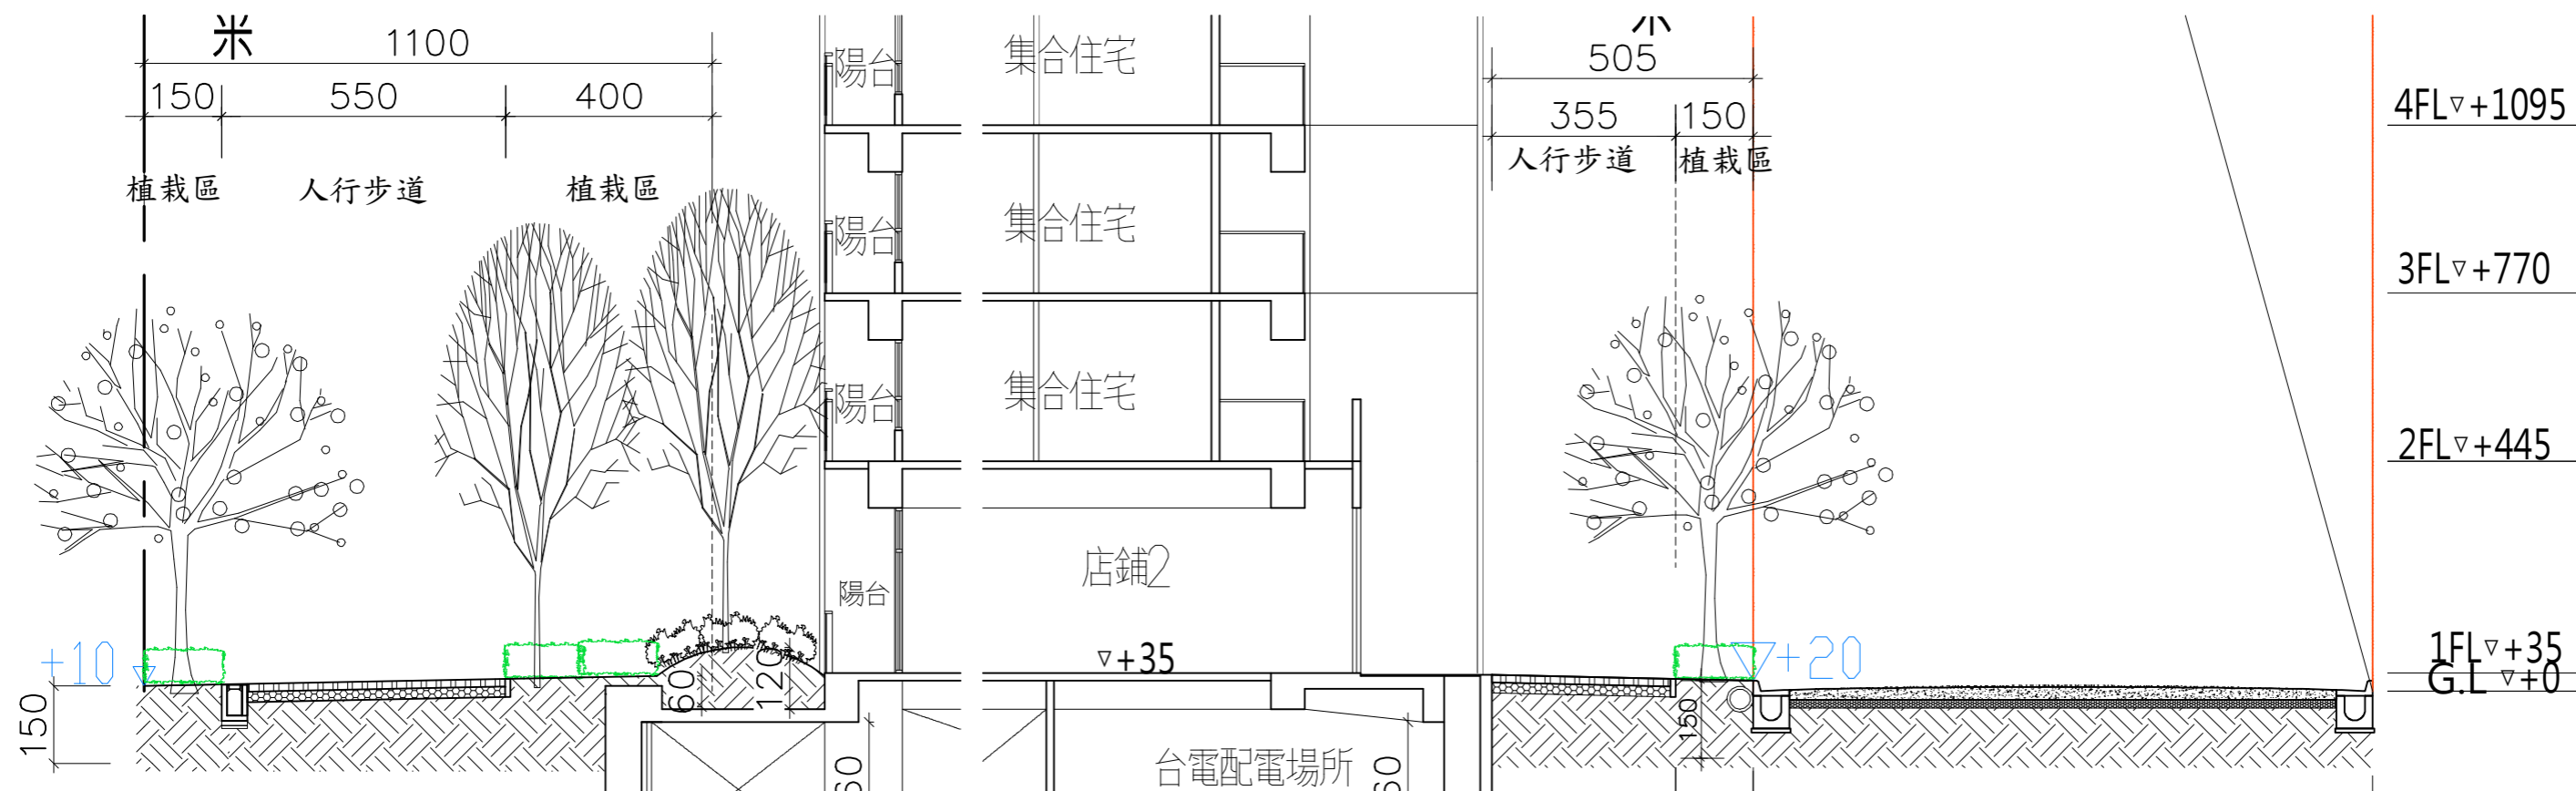 米
1100
150 550 400
植栽區 人行步道 植栽區
505
355 150
人行步道 植栽區
陽台 集合住宅
陽台 集合住宅
陽台 集合住宅
陽台 店鋪2
▽+35
台電配電場所
4FL▽+1095
3FL▽+770
2FL▽+445
1FL▽+35
G.L ▽+0
+10
+20
150
60
120
150
60
60